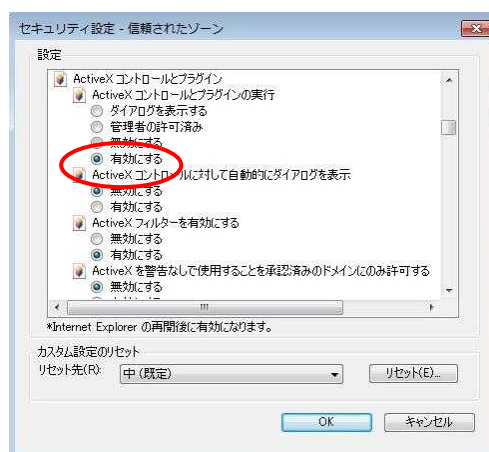 セキュリティ設定 - 信頼されたゾーン
設定
ActiveX コントロールとプラグイン
ActiveX コントロールとプラグインの実行
ダイアログを表示する
管理者の許可済み
無効にする
有効にする
ActiveX コントロールに対して自動的にダイアログを表示
無効にする
有効にする
ActiveX フィルターを有効にする
無効にする
有効にする
ActiveX を警告なしで使用することを承認済みのドメインにのみ許可する
無効にする
*Internet Explorer の再開後に有効になります。
カスタム設定のリセット
リセット先(R): 中 (既定) リセット(E)...
OK キャンセル